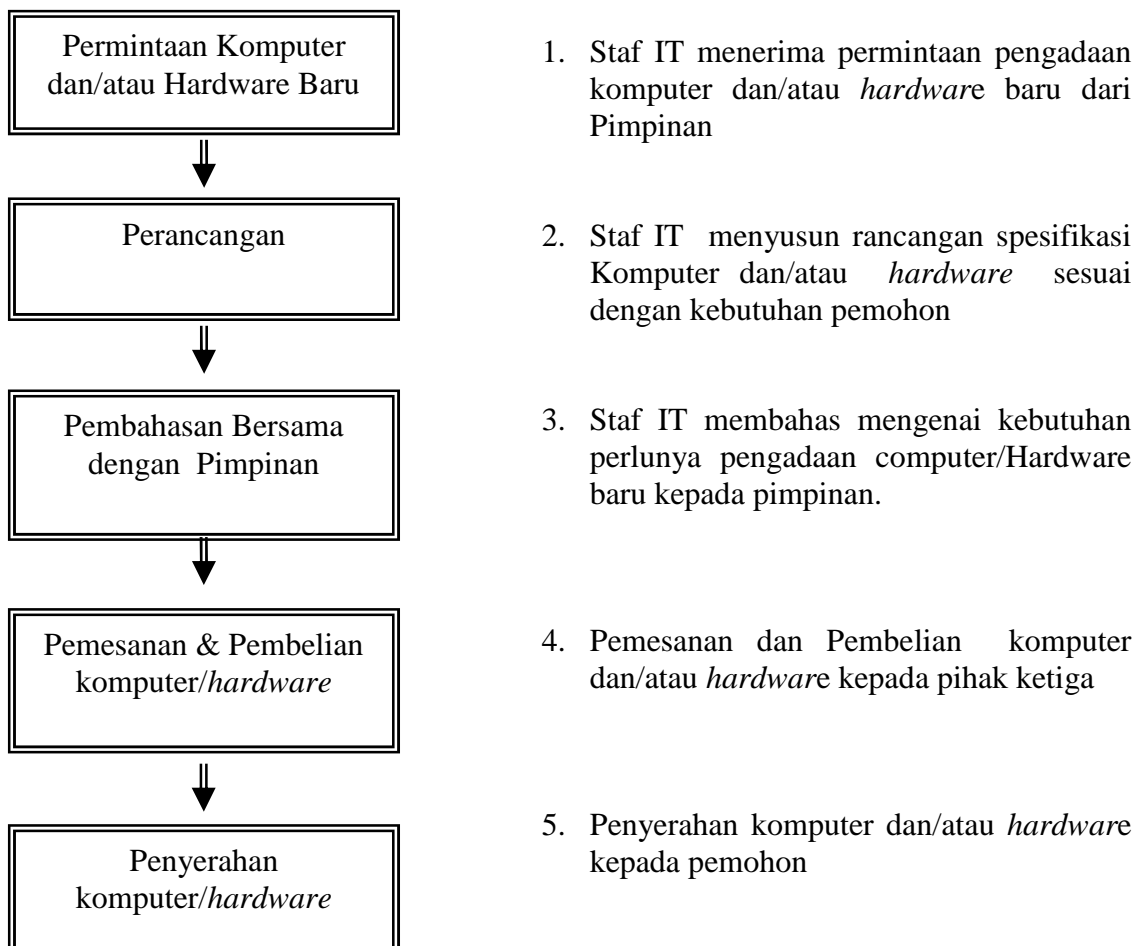 Permintaan Komputer
dan/atau Hardware Baru
1. Staf IT menerima permintaan pengadaan
komputer dan/atau hardware baru dari
Pimpinan
Perancangan
2. Staf IT menyusun rancangan spesifikasi
Komputer dan/atau hardware sesuai
dengan kebutuhan pemohon
Pembahasan Bersama
dengan Pimpinan
3. Staf IT membahas mengenai kebutuhan
perlunya pengadaan computer/Hardware
baru kepada pimpinan.
Pemesanan & Pembelian
komputer/hardware
4. Pemesanan dan Pembelian komputer
dan/atau hardware kepada pihak ketiga
Penyerahan
komputer/hardware
5. Penyerahan komputer dan/atau hardware
kepada pemohon